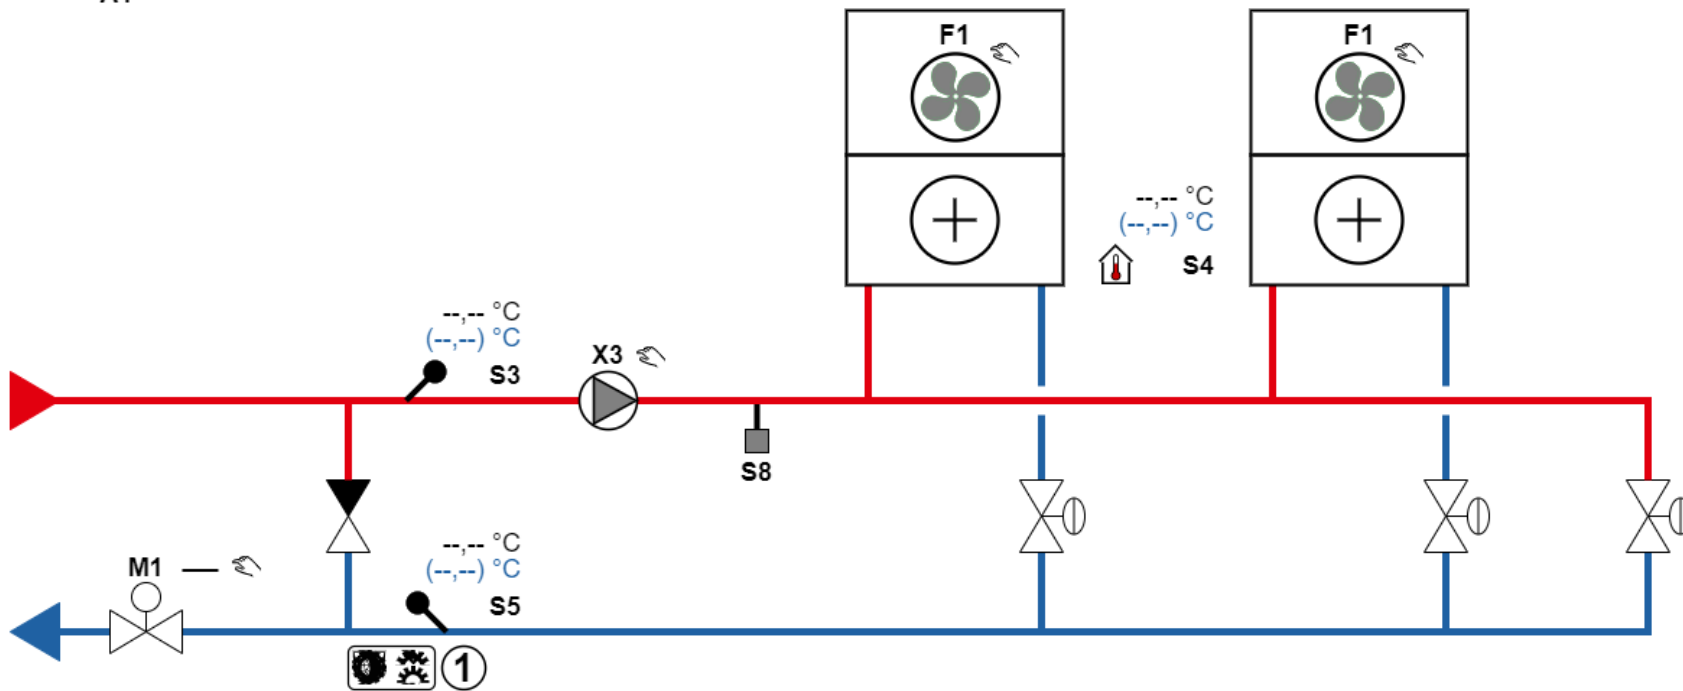 F1
F1
--,-- °C
(--,--) °C
S4
--,-- °C
(--,--) °C
S3
X3
S8
--,-- °C
(--,--) °C
S5
M1
1